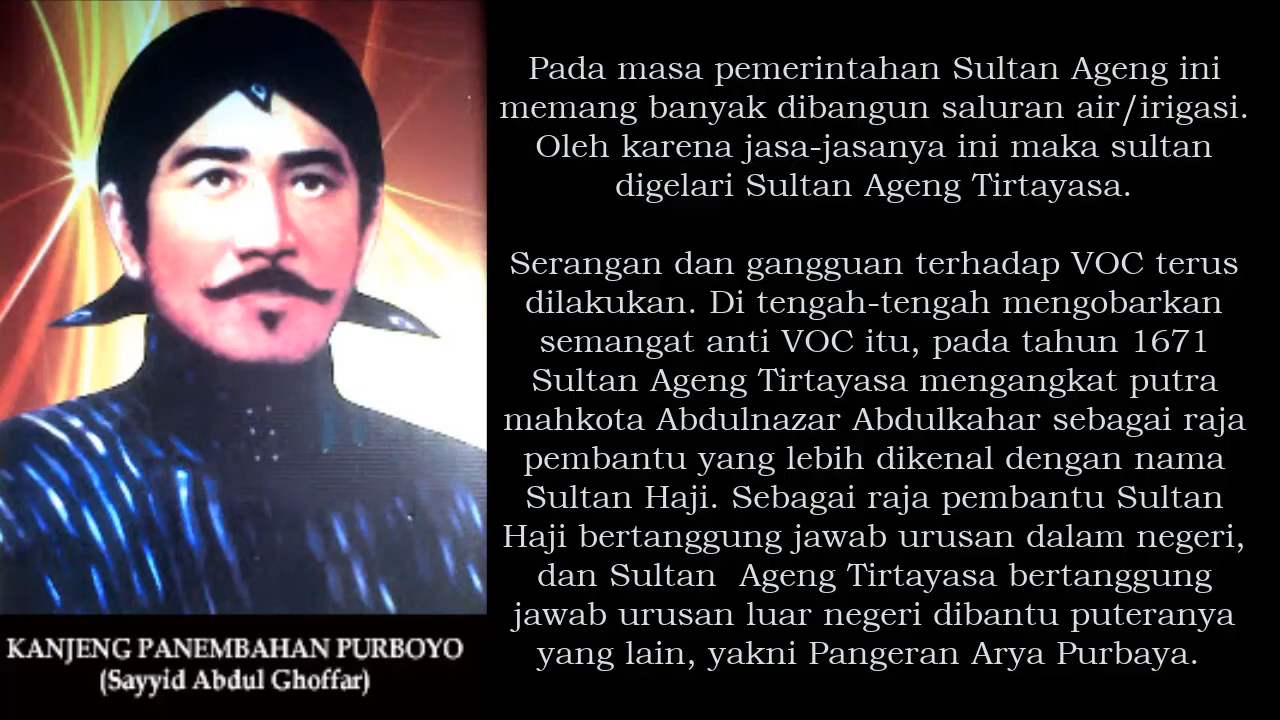 Pada masa pemerintahan Sultan Ageng ini
memang banyak dibangun saluran air/irigasi.
Oleh karena jasa-jasanya ini maka sultan
digelari Sultan Ageng Tirtayasa.
Serangan dan gangguan terhadap VOC terus
dilakukan. Di tengah-tengah mengobarkan
semangat anti VOC itu, pada tahun 1671
Sultan Ageng Tirtayasa mengangkat putra
mahkota Abdulnazar Abdulkahar sebagai raja
pembantu yang lebih dikenal dengan nama
Sultan Haji. Sebagai raja pembantu Sultan
Haji bertanggung jawab urusan dalam negeri,
dan Sultan  Ageng Tirtayasa bertanggung
jawab urusan luar negeri dibantu puteranya
yang lain, yakni Pangeran Arya Purbaya.
KANJENG PANEMBAHAN PURBOYO
(Sayyid Abdul Ghoffar)